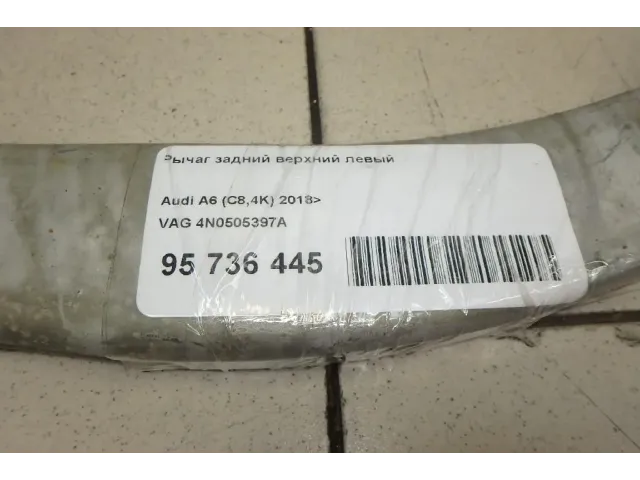 Рычаг задний верхний левый
Audi A6 (C8,4K) 2018>
VAG 4N0505397A
95 736 445